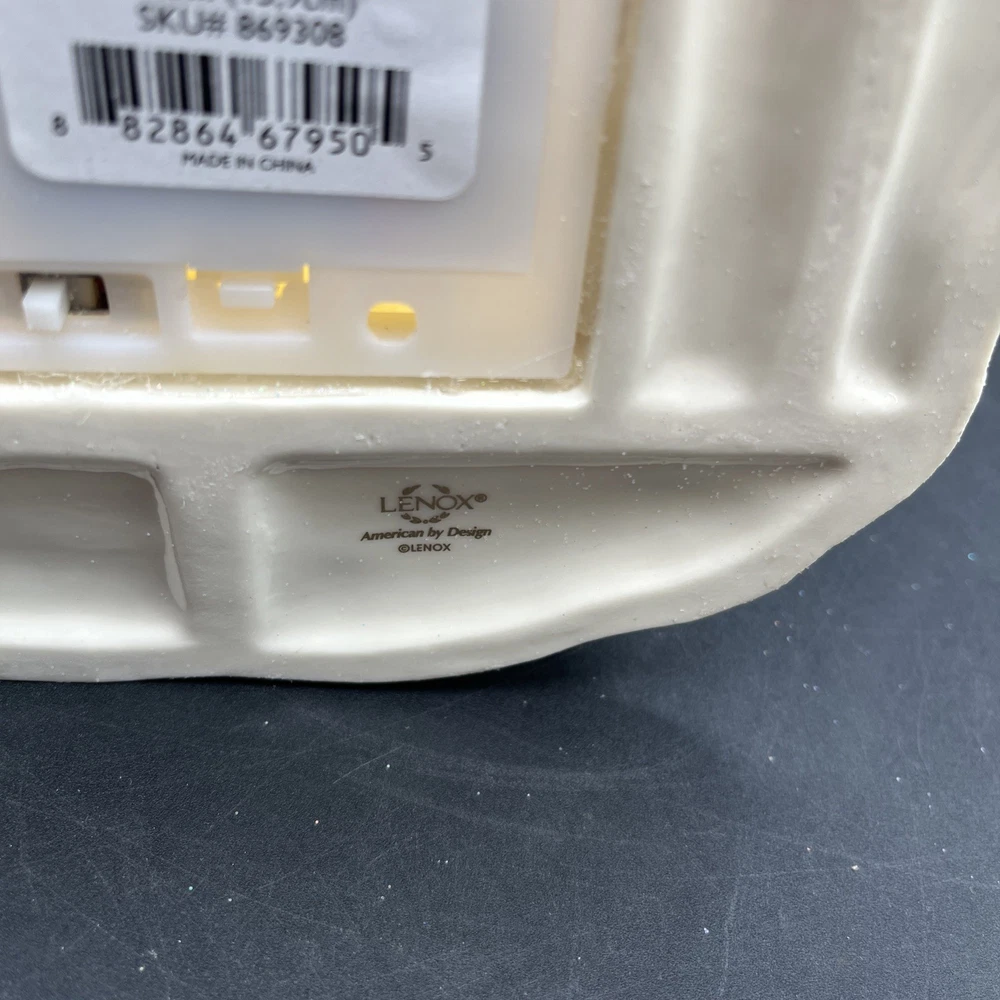 SKU# 869308
8 82864 67950 5
MADE IN CHINA
LENOX®
American by Design
©LENOX